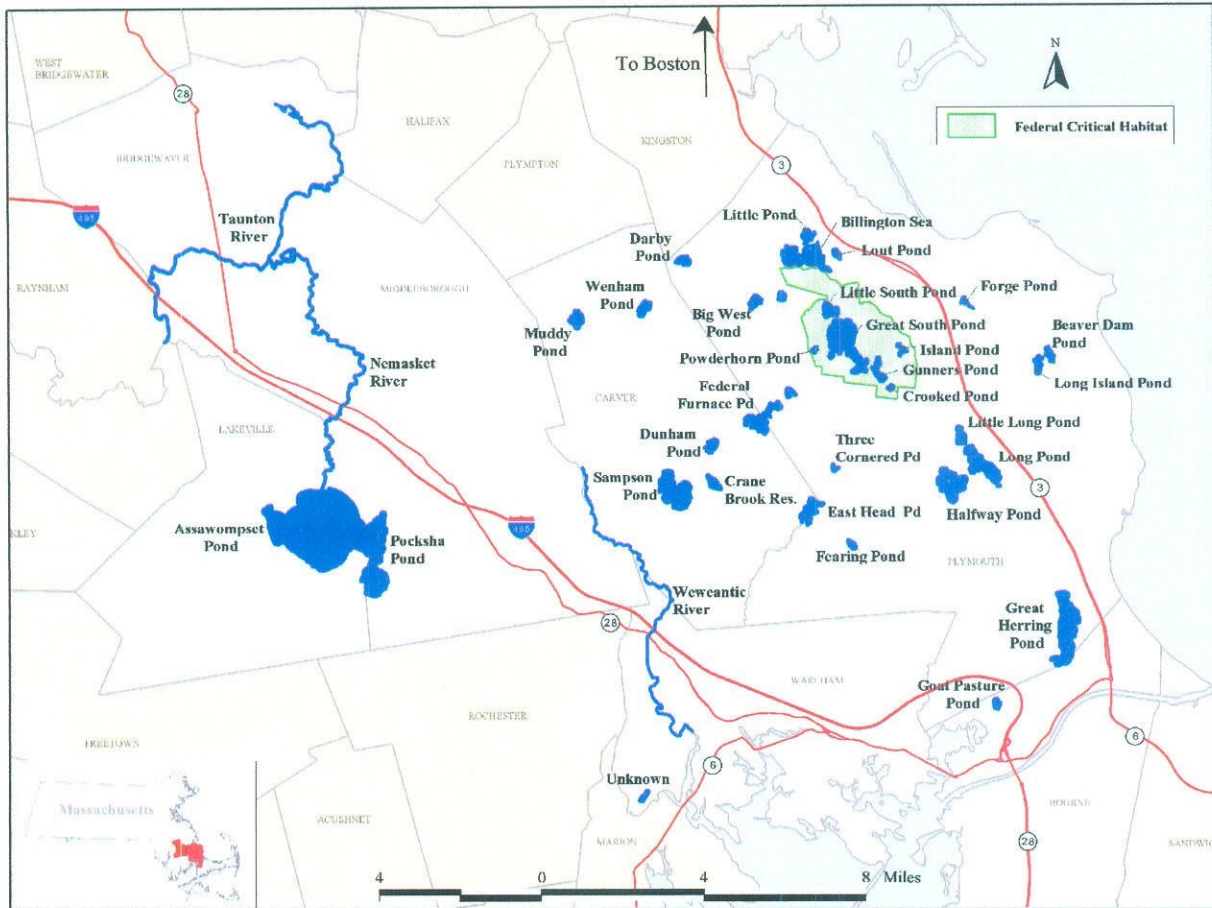 WEST
BRIDGEWATER
28
To Boston
N
Federal Critical Habitat
HALIFAX
KINGSTON
BRIDGEWATER
PLYMPTON
3
495
Taunton
River
Little Pond
Billington Sea
Lout Pond
Darby
Pond
RAYNHAM
MIDDLEBOROUGH
Wenham
Pond
Little South Pond
Forge Pond
Muddy
Pond
Big West
Pond
Great South Pond
Beaver Dam
Pond
Powderhorn Pond
Island Pond
Nemasket
River
Gunners Pond
Long Island Pond
Federal
Furnace Pd
Crooked Pond
CARVER
LAKEVILLE
Little Long Pond
Dunham
Pond
Three
Cornered Pd
Long Pond
Sampson
Pond
Crane
Brook Res.
3
East Head Pd
Halfway Pond
495
Assawompset
Pond
Pocksha
Pond
KLEY
Fearing Pond
PLYMOUTH
Weweantic
River
Great
Herring
Pond
28
WAREHAM
Goat Pasture
Pond
ROCHESTER
6
FREETOWN
6
Unknown
Massachusetts
BOURNE
ACUSHNET
MARION
28
SANDWIC
4 0 4 8 Miles